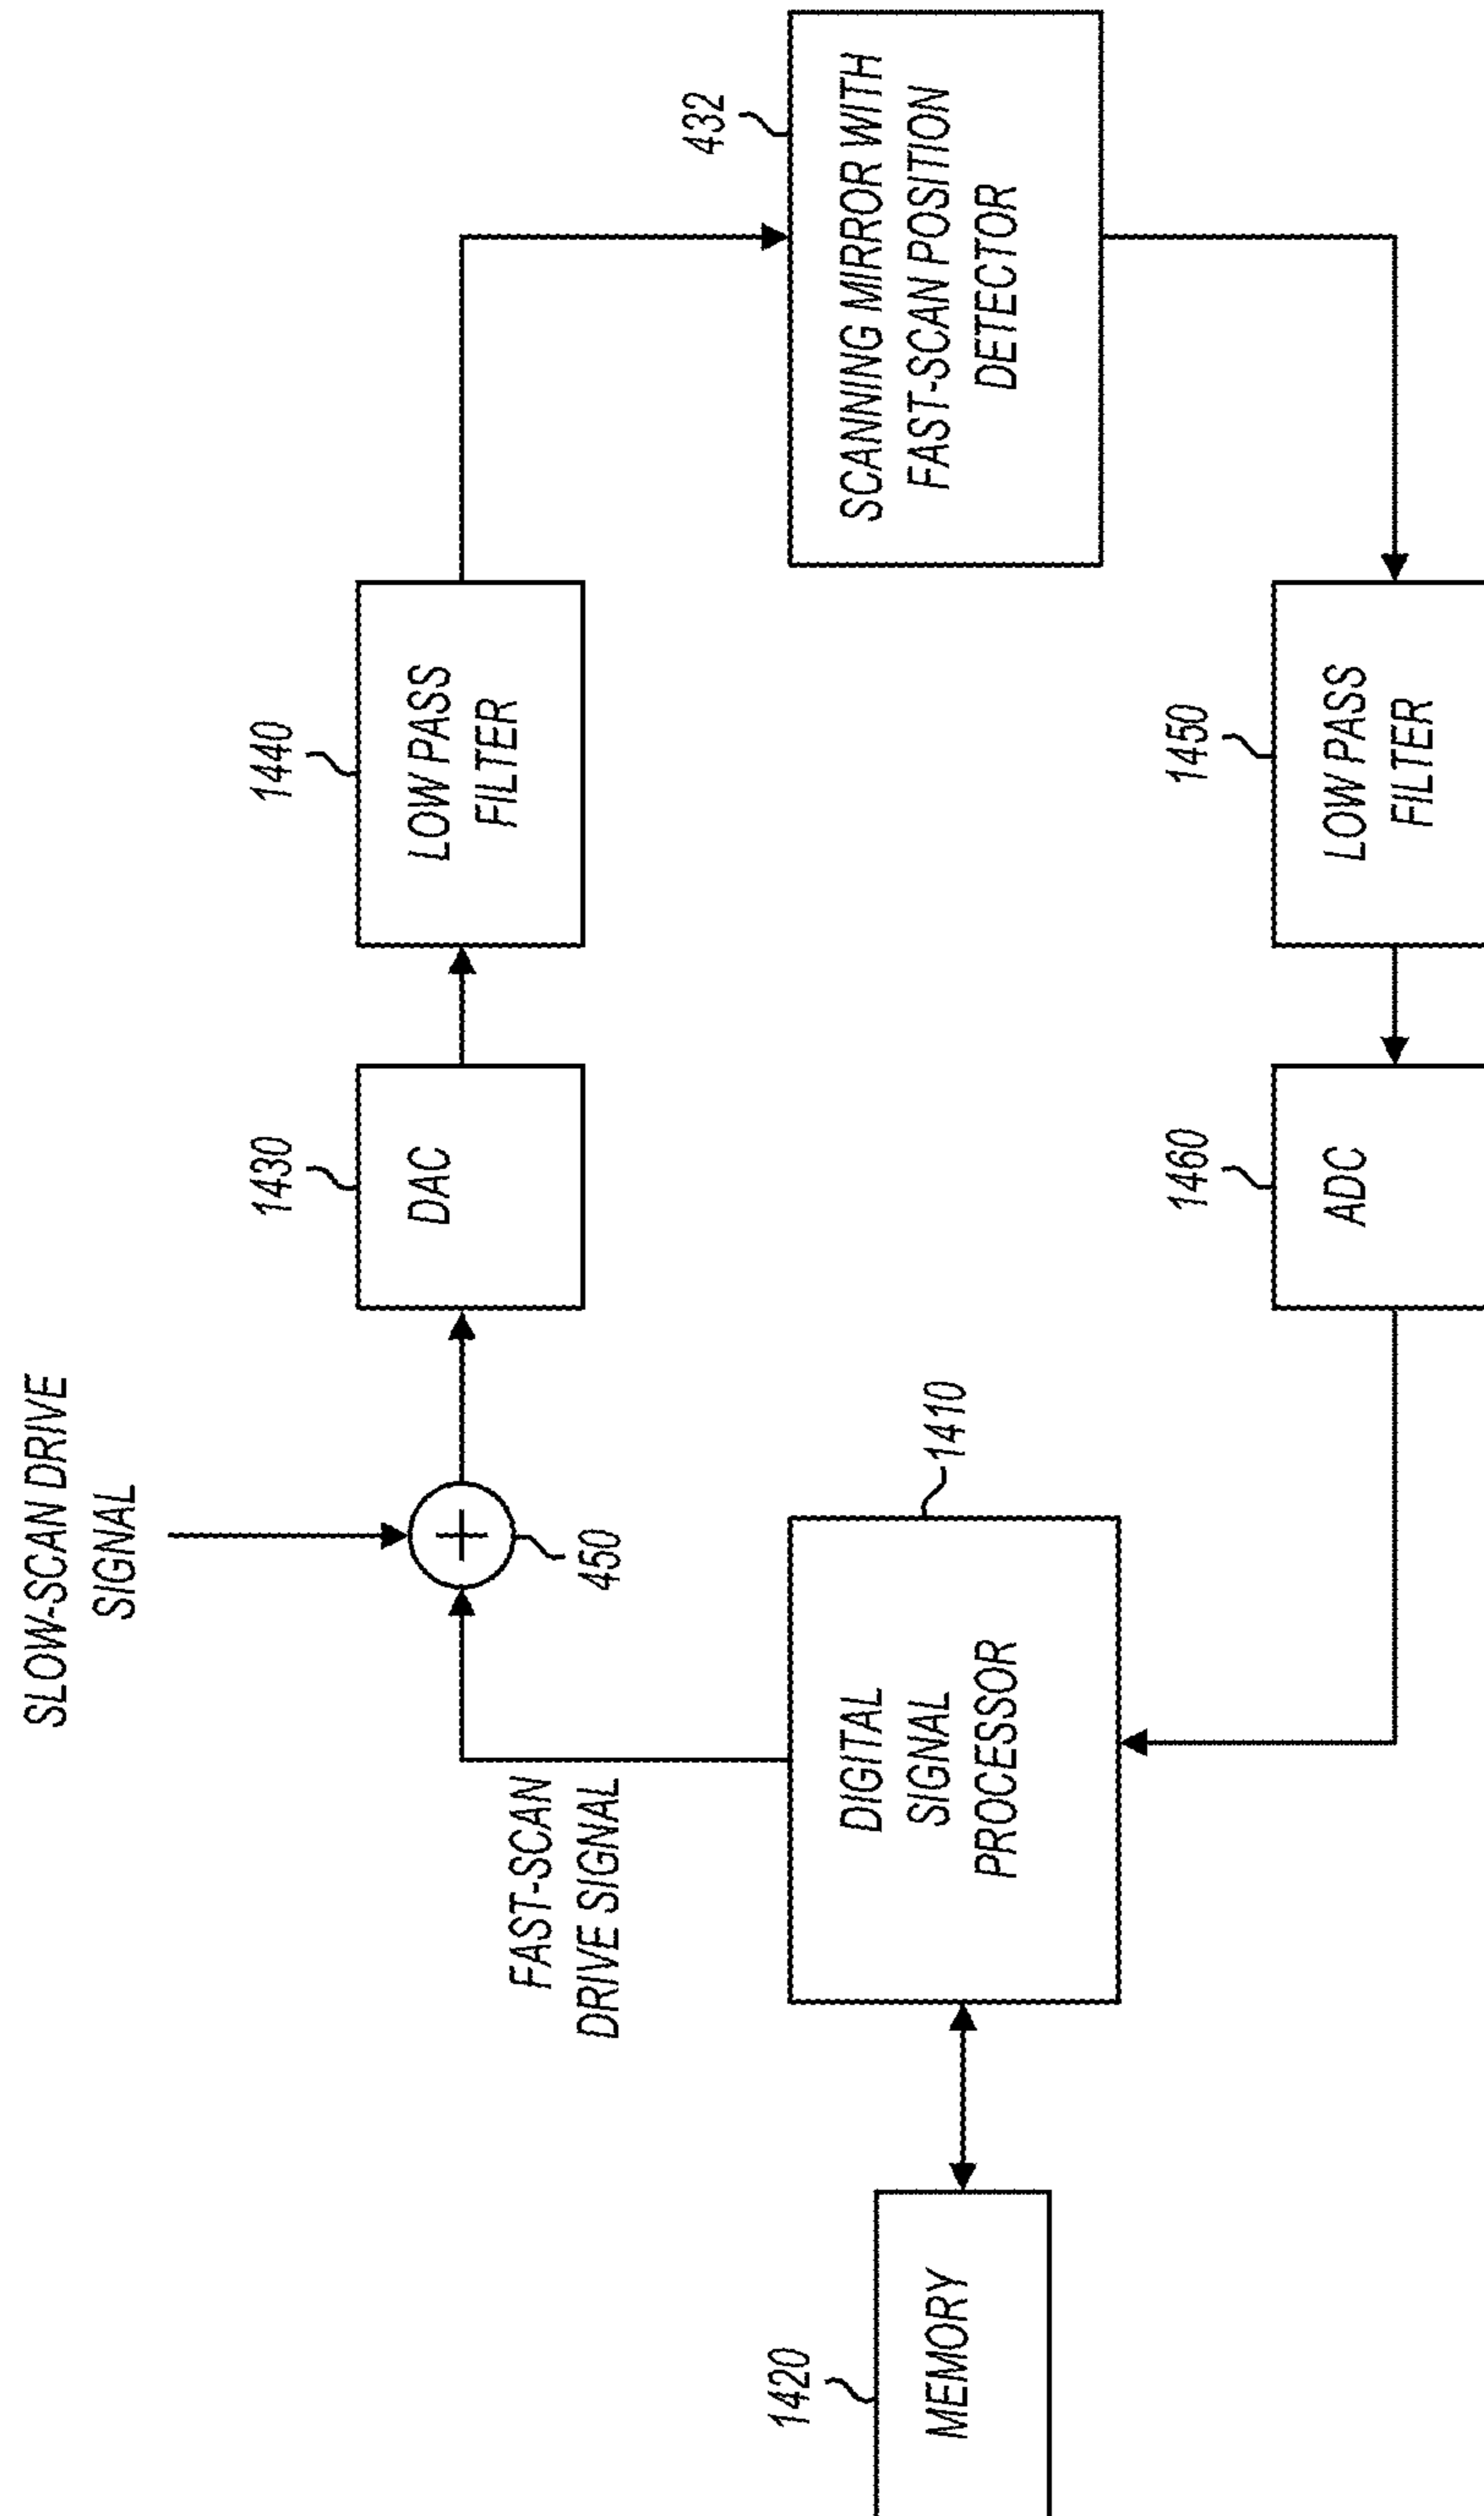 SLOW-SCAN DRIVE
SIGNAL
1430
DAC
1440
LOW PASS
FILTER
450
FAST-SCAN
DRIVE SIGNAL
432
SCANNING MIRROR WITH
FAST-SCAN POSITION
DETECTOR
1420
MEMORY
1410
DIGITAL
SIGNAL
PROCESSOR
1460
ADC
1450
LOW PASS
FILTER